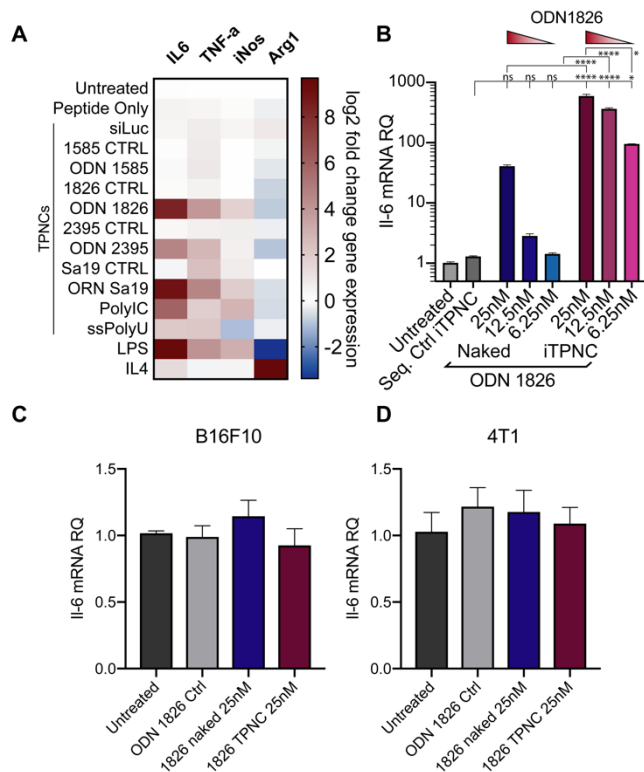 A
IL6 TNF-a iNos Arg1
Untreated
Peptide Only
siLuc
1585 CTRL
ODN 1585
1826 CTRL
ODN 1826
2395 CTRL
ODN 2395
Sa19 CTRL
ORN Sa19
PolyIC
ssPolyU
LPS
IL4
TPNCs
8
6
4
2
0
-2
log2 fold change gene expression
B
ODN1826
**** *
****
****
ns ns ns **** **** *
Il-6 mRNA RQ
1000
100
10
1
Untreated
Seq. Ctrl iTPNC
25nM
12.5nM
6.25nM
25nM
12.5nM
6.25nM
Naked iTPNC
ODN 1826
C
B16F10
Il-6 mRNA RQ
1.5
1.0
0.5
0.0
Untreated
ODN 1826 Ctrl
1826 naked 25nM
1826 TPNC 25nM
D
4T1
Il-6 mRNA RQ
1.5
1.0
0.5
0.0
Untreated
ODN 1826 Ctrl
1826 naked 25nM
1826 TPNC 25nM